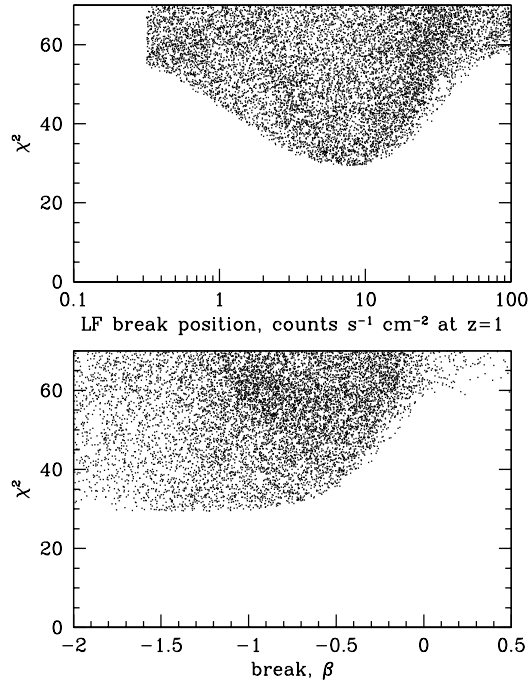 60
40
χ²
20
0
0.1 1 10 100
LF break position, counts s⁻¹ cm⁻² at z=1
60
40
χ²
20
0
−2 −1.5 −1 −0.5 0 0.5
break, β